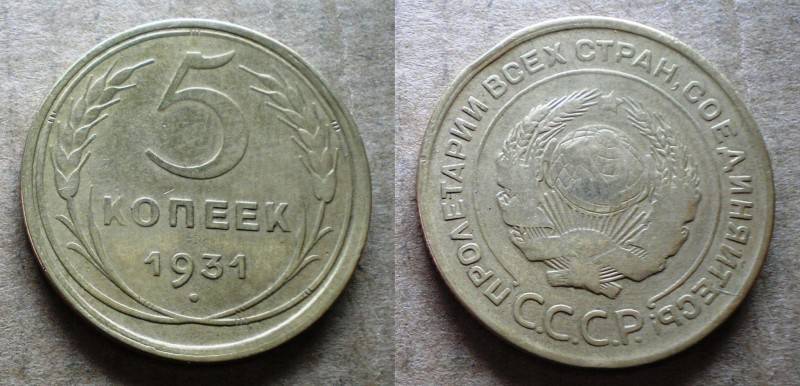 5
КОПЕЕК
1931
ПРОЛЕТАРИИ ВСЕХ СТРАН, СОЕДИНЯЙТЕСЬ!
С.С.С.Р.